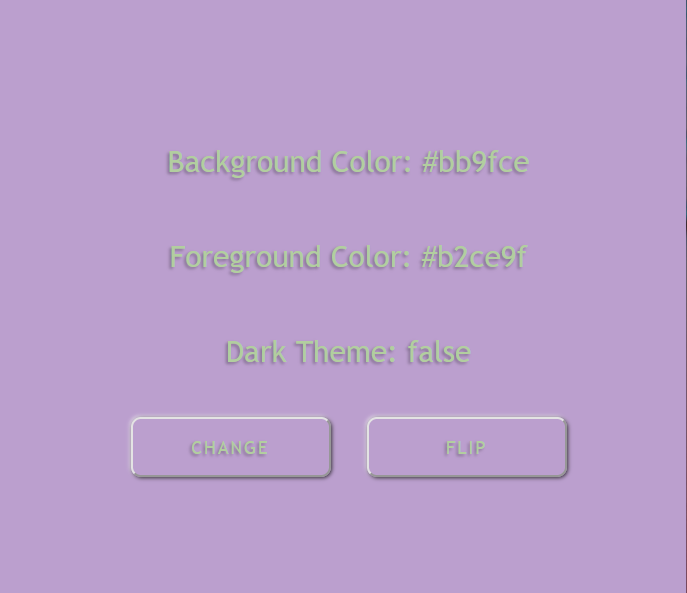 Background Color: #bb9fce
Foreground Color: #b2ce9f
Dark Theme: false
CHANGE
FLIP